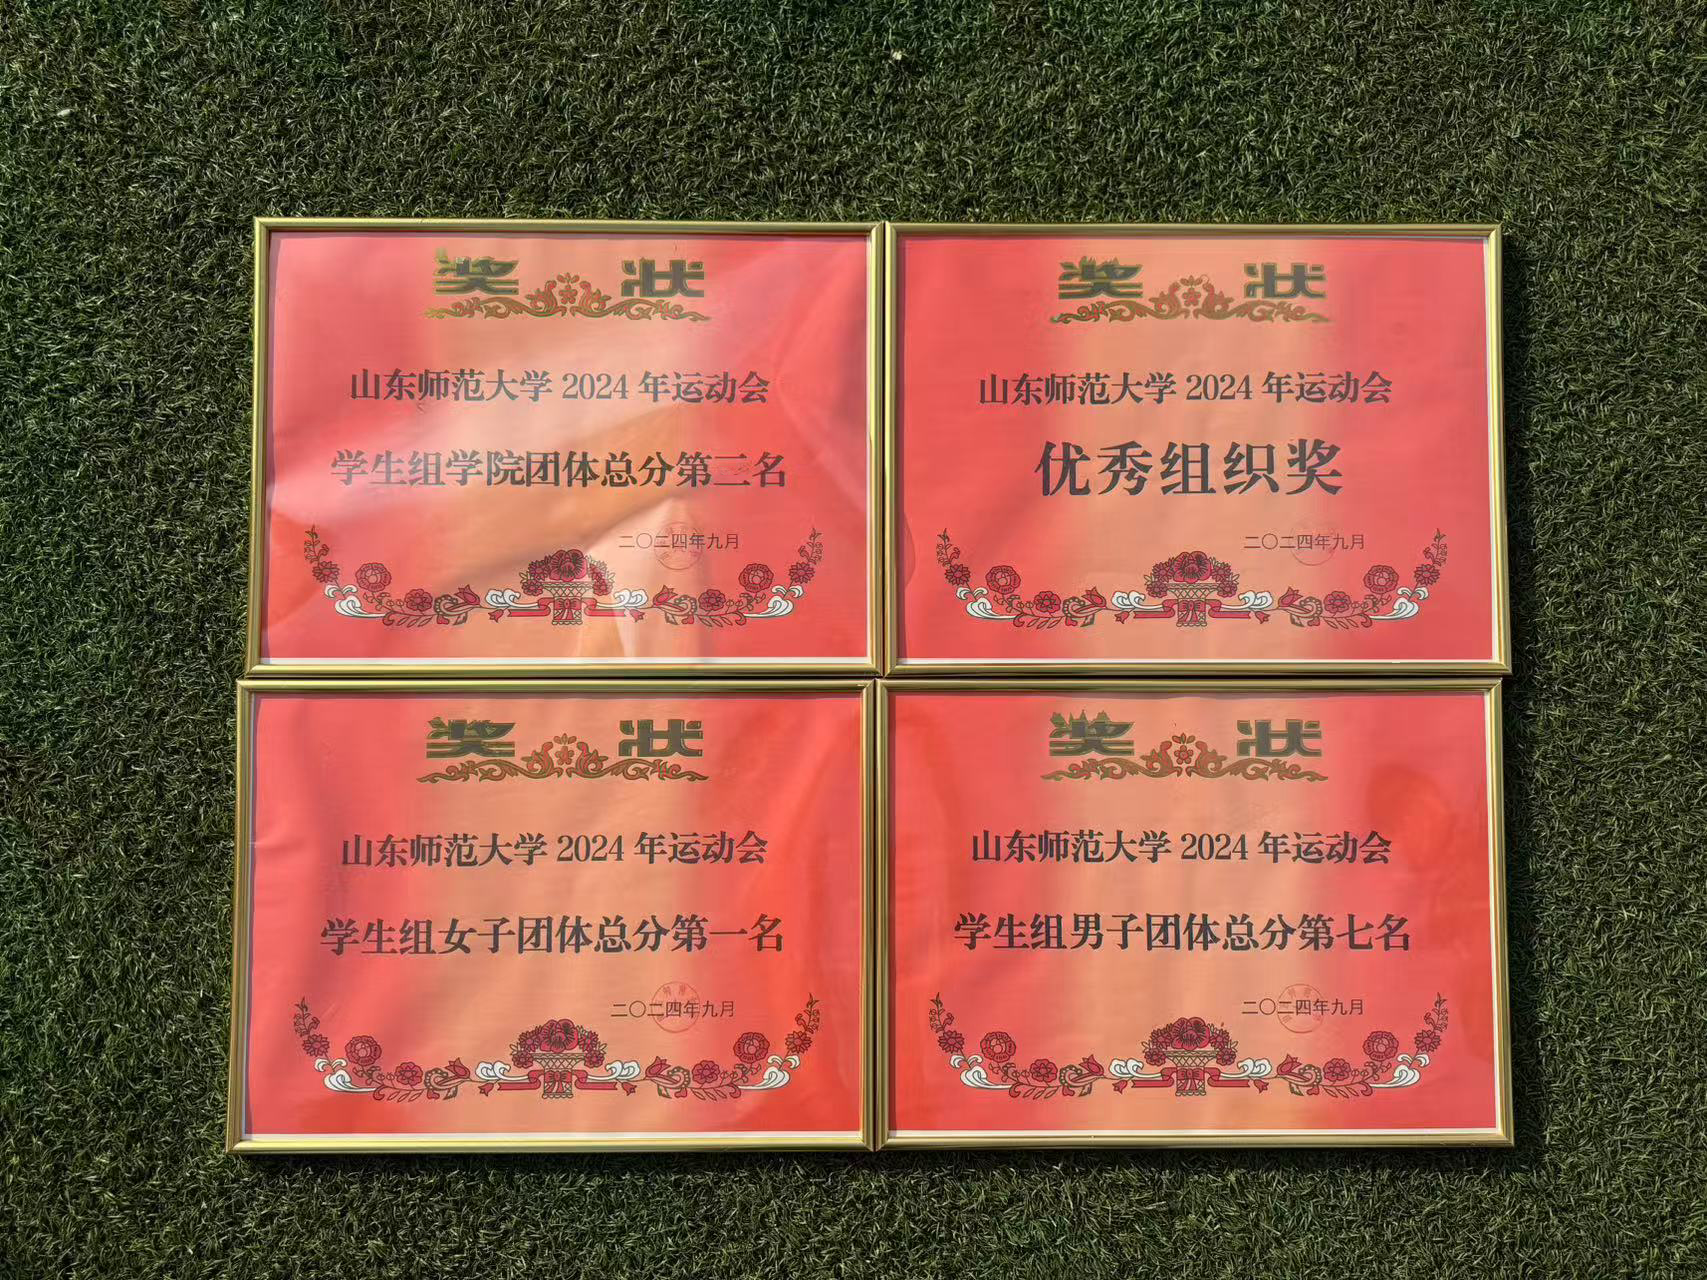 奖 状
山东师范大学 2024 年运动会
学生组学院团体总分第二名
二〇二四年九月
奖 状
山东师范大学 2024 年运动会
优秀组织奖
二〇二四年九月
奖 状
山东师范大学 2024 年运动会
学生组女子团体总分第一名
二〇二四年九月
奖 状
山东师范大学 2024 年运动会
学生组男子团体总分第七名
二〇二四年九月